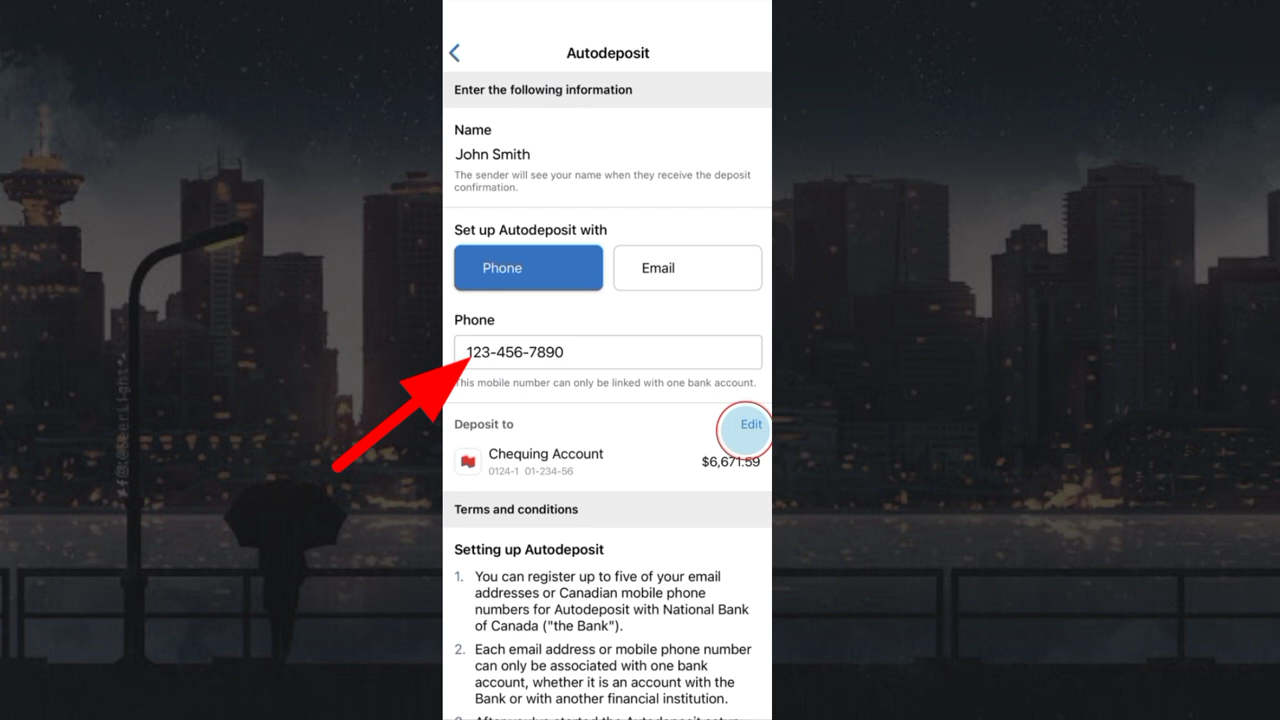 Autodeposit
Enter the following information
Name
John Smith
The sender will see your name when they receive the deposit
confirmation.
Set up Autodeposit with
Phone
Email
Phone
123-456-7890
This mobile number can only be linked with one bank account.
Deposit to
Edit
Chequing Account
0124-1 01-234-56
$6,671.59
Terms and conditions
Setting up Autodeposit
1. You can register up to five of your email
addresses or Canadian mobile phone
numbers for Autodeposit with National Bank
of Canada ("the Bank").
2. Each email address or mobile phone number
can only be associated with one bank
account, whether it is an account with the
Bank or with another financial institution.